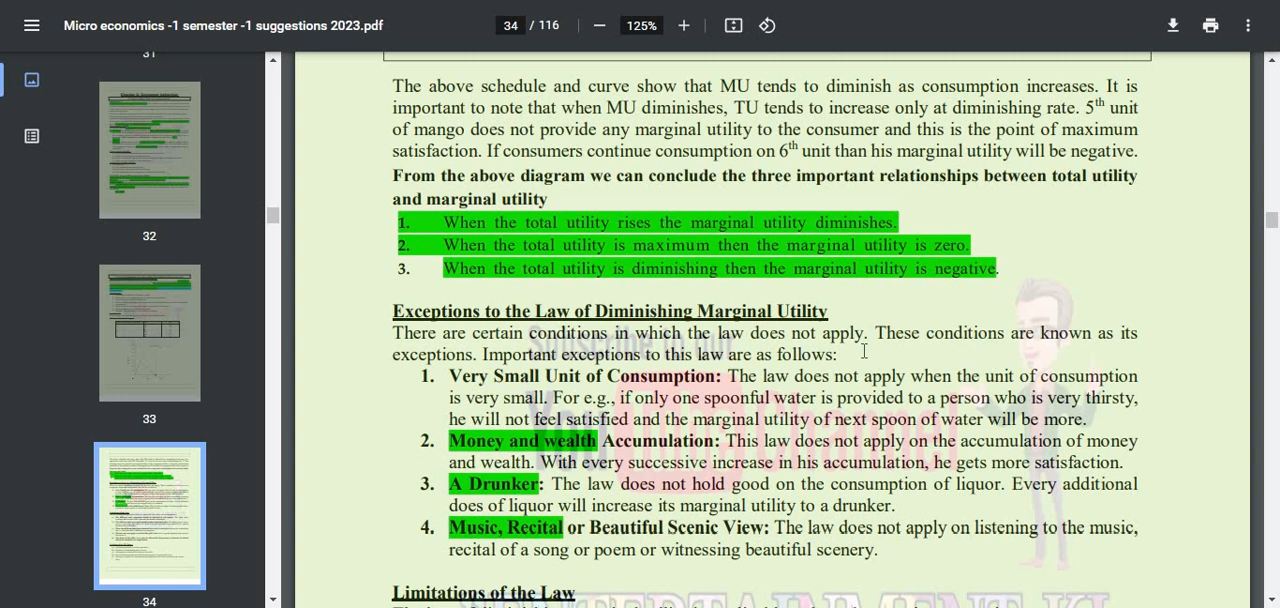 Micro economics -1 semester -1 suggestions 2023.pdf
34 / 116
125%
31
32
33
34
The above schedule and curve show that MU tends to diminish as consumption increases. It is
important to note that when MU diminishes, TU tends to increase only at diminishing rate. 5th unit
of mango does not provide any marginal utility to the consumer and this is the point of maximum
satisfaction. If consumers continue consumption on 6th unit than his marginal utility will be negative.
From the above diagram we can conclude the three important relationships between total utility
and marginal utility
1. When the total utility rises the marginal utility diminishes.
2. When the total utility is maximum then the marginal utility is zero.
3. When the total utility is diminishing then the marginal utility is negative.
Exceptions to the Law of Diminishing Marginal Utility
There are certain conditions in which the law does not apply. These conditions are known as its
exceptions. Important exceptions to this law are as follows:
1. Very Small Unit of Consumption: The law does not apply when the unit of consumption
is very small. For e.g., if only one spoonful water is provided to a person who is very thirsty,
he will not feel satisfied and the marginal utility of next spoon of water will be more.
2. Money and wealth Accumulation: This law does not apply on the accumulation of money
and wealth. With every successive increase in his accumulation, he gets more satisfaction.
3. A Drunker: The law does not hold good on the consumption of liquor. Every additional
does of liquor will increase its marginal utility to a drunker.
4. Music, Recital or Beautiful Scenic View: The law does not apply on listening to the music,
recital of a song or poem or witnessing beautiful scenery.
Limitations of the Law